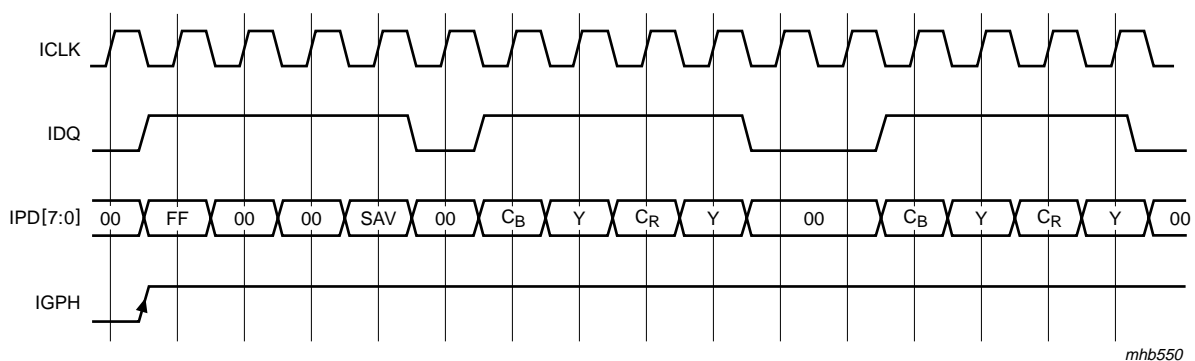 ICLK
IDQ
IPD[7:0] 00 FF 00 00 SAV 00 CB Y CR Y 00 CB Y CR Y 00
IGPH
mhb550